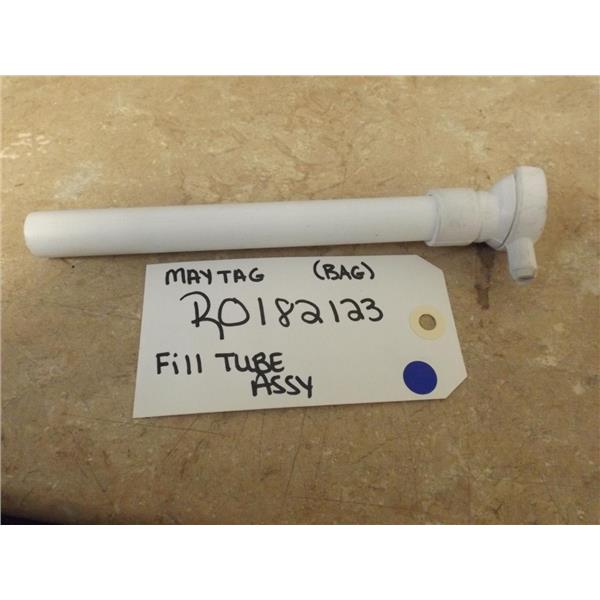 MAYTAG (BAG)
R0182123
Fill TUBE
ASSY